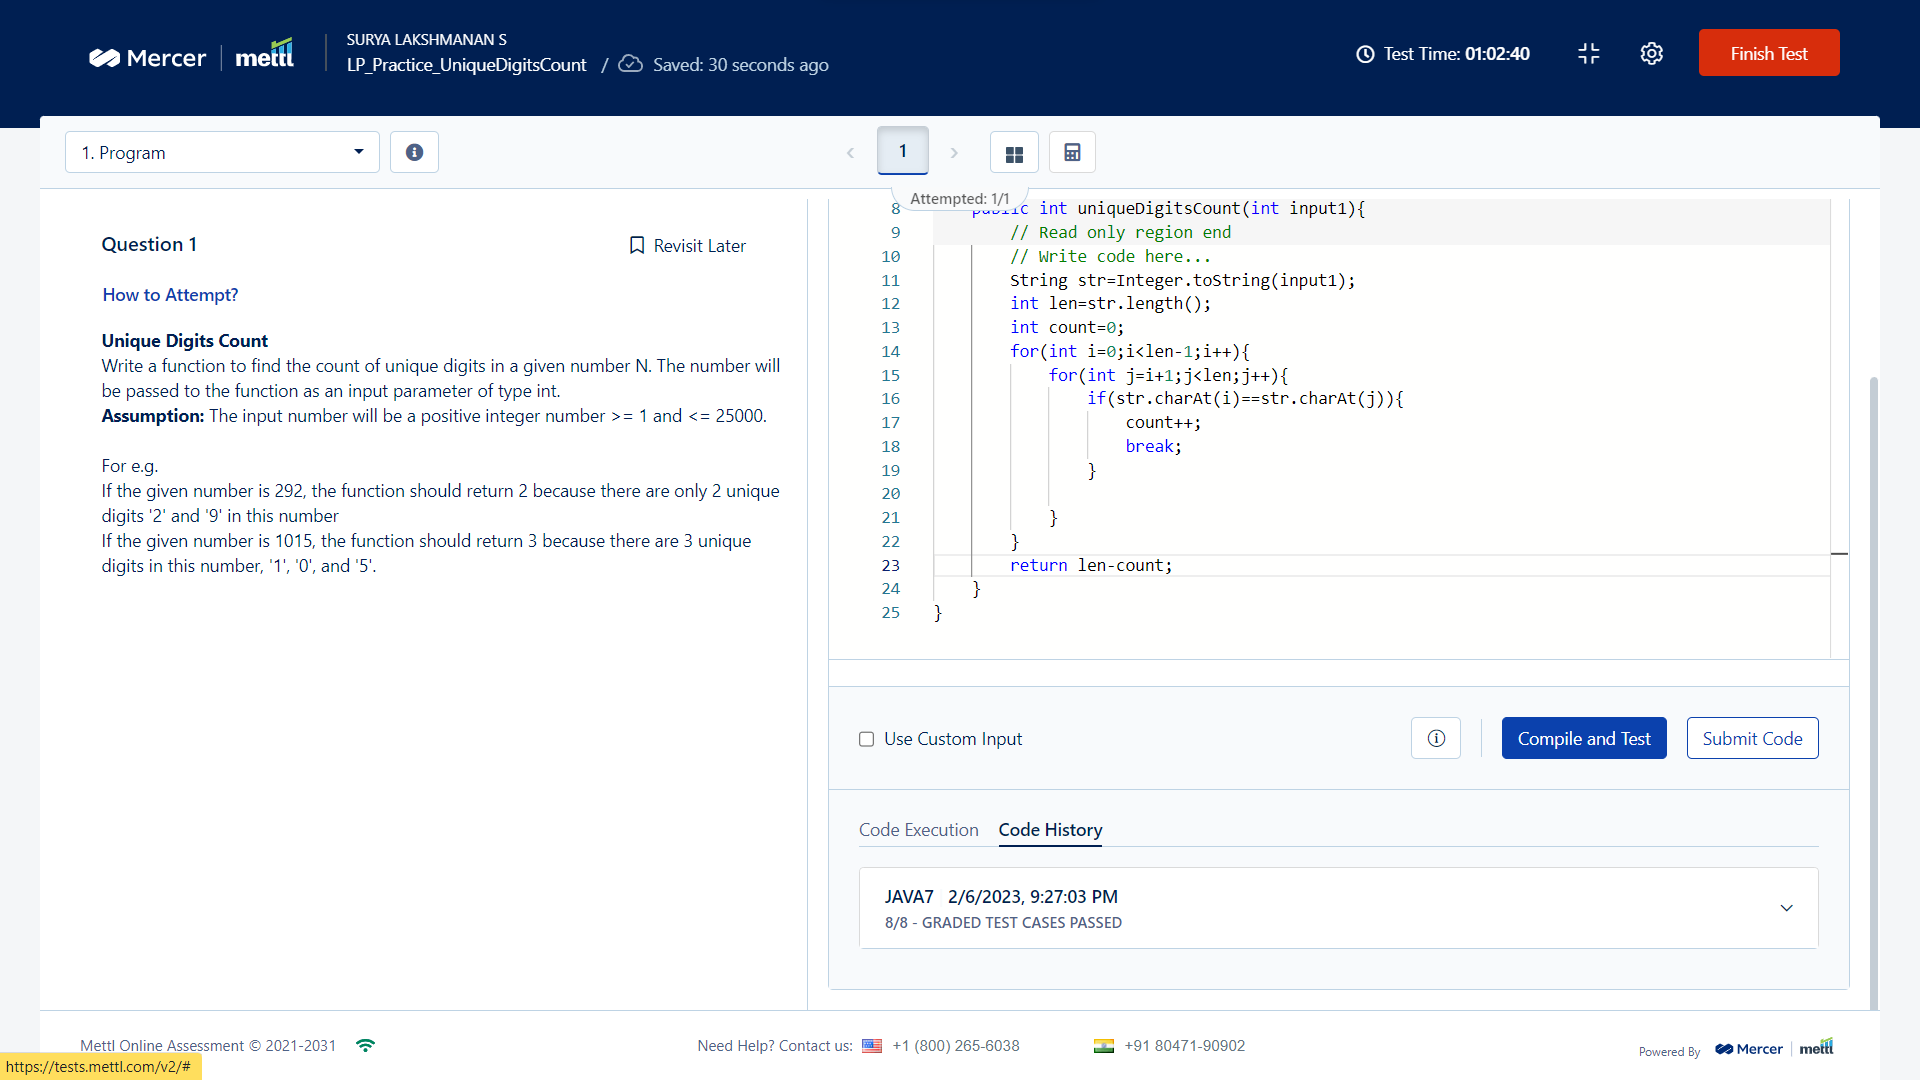 Mercer mettl
SURYA LAKSHMANAN S
LP_Practice_UniqueDigitsCount / Saved: 30 seconds ago
Test Time: 01:02:40
Finish Test
1. Program
1
Attempted: 1/1
Question 1
Revisit Later
How to Attempt?
Unique Digits Count
Write a function to find the count of unique digits in a given number N. The number will
be passed to the function as an input parameter of type int.
Assumption: The input number will be a positive integer number >= 1 and <= 25000.
For e.g.
If the given number is 292, the function should return 2 because there are only 2 unique
digits '2' and '9' in this number
If the given number is 1015, the function should return 3 because there are 3 unique
digits in this number, '1', '0', and '5'.
8 public int uniqueDigitsCount(int input1){
9 // Read only region end
10 // Write code here...
11 String str=Integer.toString(input1);
12 int len=str.length();
13 int count=0;
14 for(int i=0;i<len-1;i++){
15 for(int j=i+1;j<len;j++){
16 if(str.charAt(i)==str.charAt(j)){
17 count++;
18 break;
19 }
20
21 }
22 }
23 return len-count;
24 }
25 }
Use Custom Input
Compile and Test
Submit Code
Code Execution
Code History
JAVA7 2/6/2023, 9:27:03 PM
8/8 - GRADED TEST CASES PASSED
Mettl Online Assessment © 2021-2031
Need Help? Contact us: +1 (800) 265-6038
+91 80471-90902
Powered By Mercer mettl
https://tests.mettl.com/v2/#